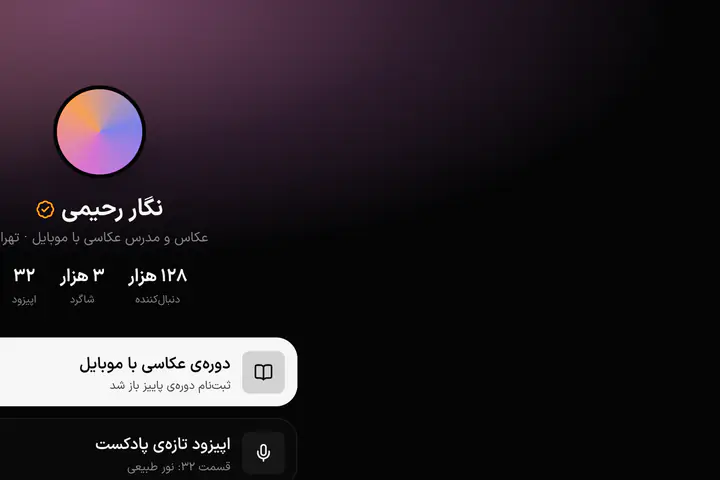 نگار رحیمی
عکاس و مدرس عکاسی با موبایل ·
۱۲۸ هزار ۳ هزار ۳۲
دنبال‌کننده شاگرد اپیزود
دوره‌ی عکاسی با موبایل
ثبت‌نام دوره‌ی پاییز باز شد
اپیزود تازه‌ی پادکست
قسمت ۳۲: نور طبیعی